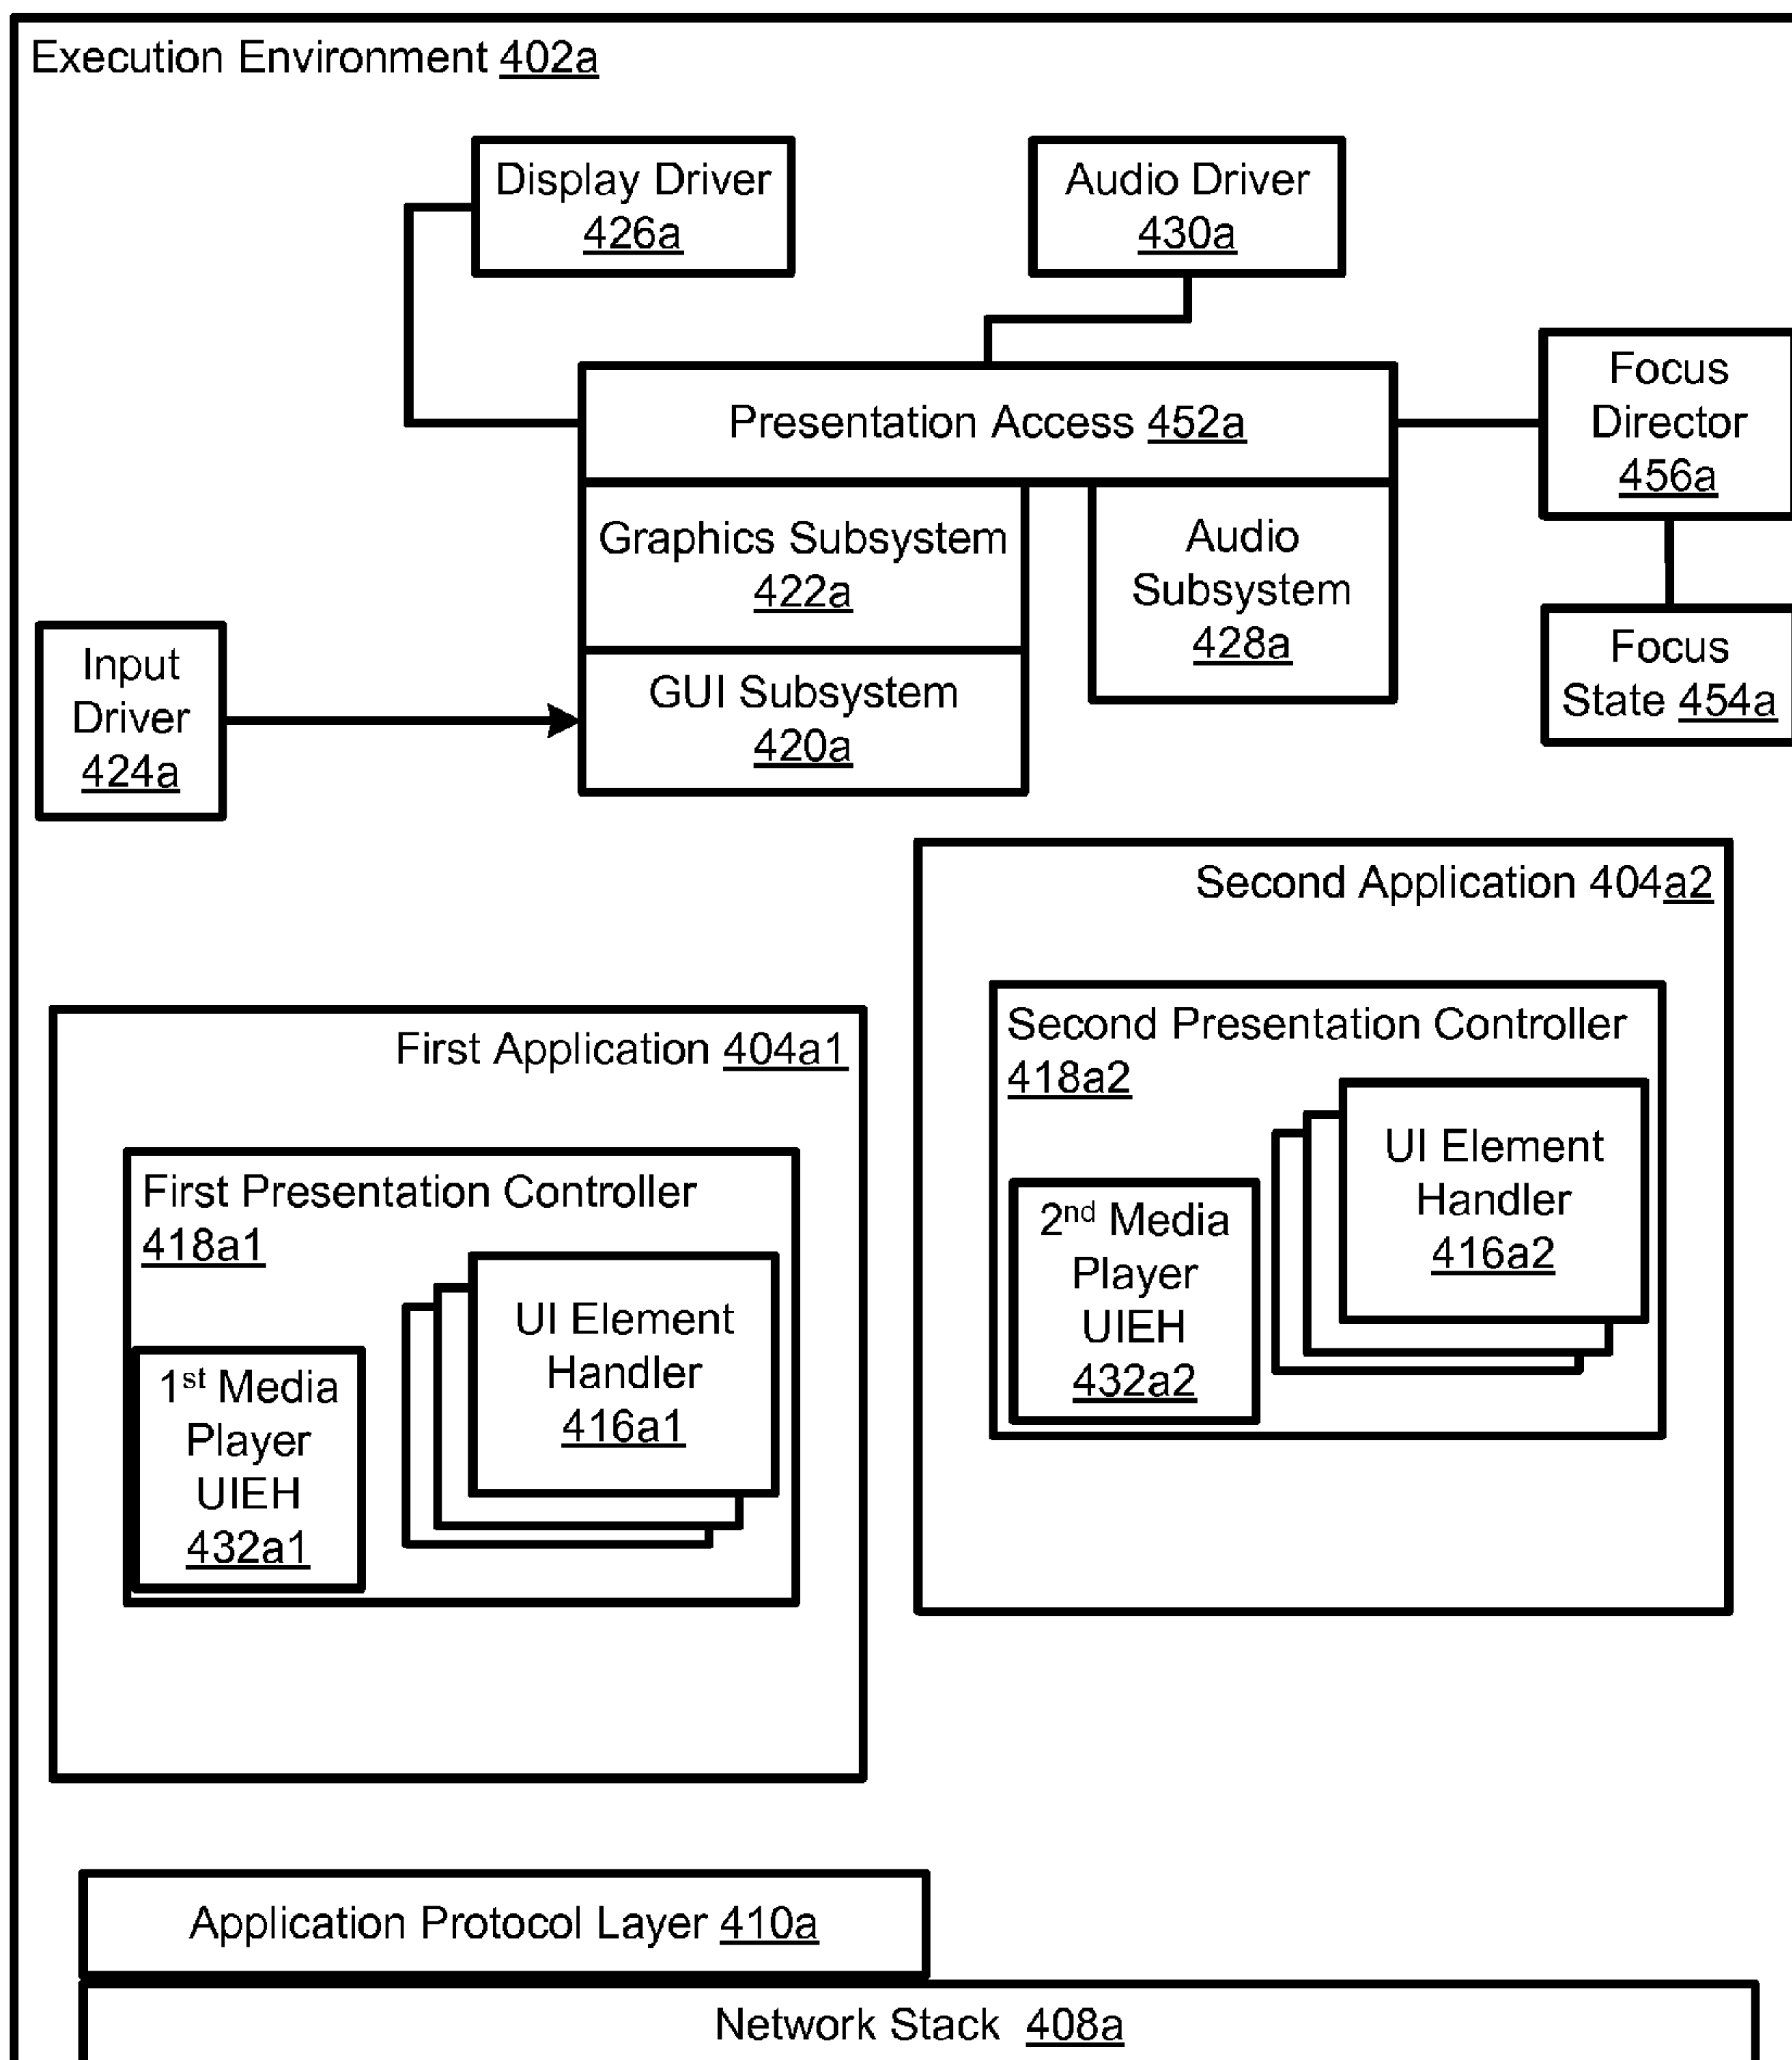 Execution Environment 402a
Display Driver
426a
Audio Driver
430a
Presentation Access 452a
Focus
Director
456a
Graphics Subsystem
422a
Audio
Subsystem
428a
Input
Driver
424a
GUI Subsystem
420a
Focus
State 454a
Second Application 404a2
Second Presentation Controller
418a2
UI Element
Handler
416a2
2nd Media
Player
UIEH
432a2
First Application 404a1
First Presentation Controller
418a1
UI Element
Handler
416a1
1st Media
Player
UIEH
432a1
Application Protocol Layer 410a
Network Stack 408a